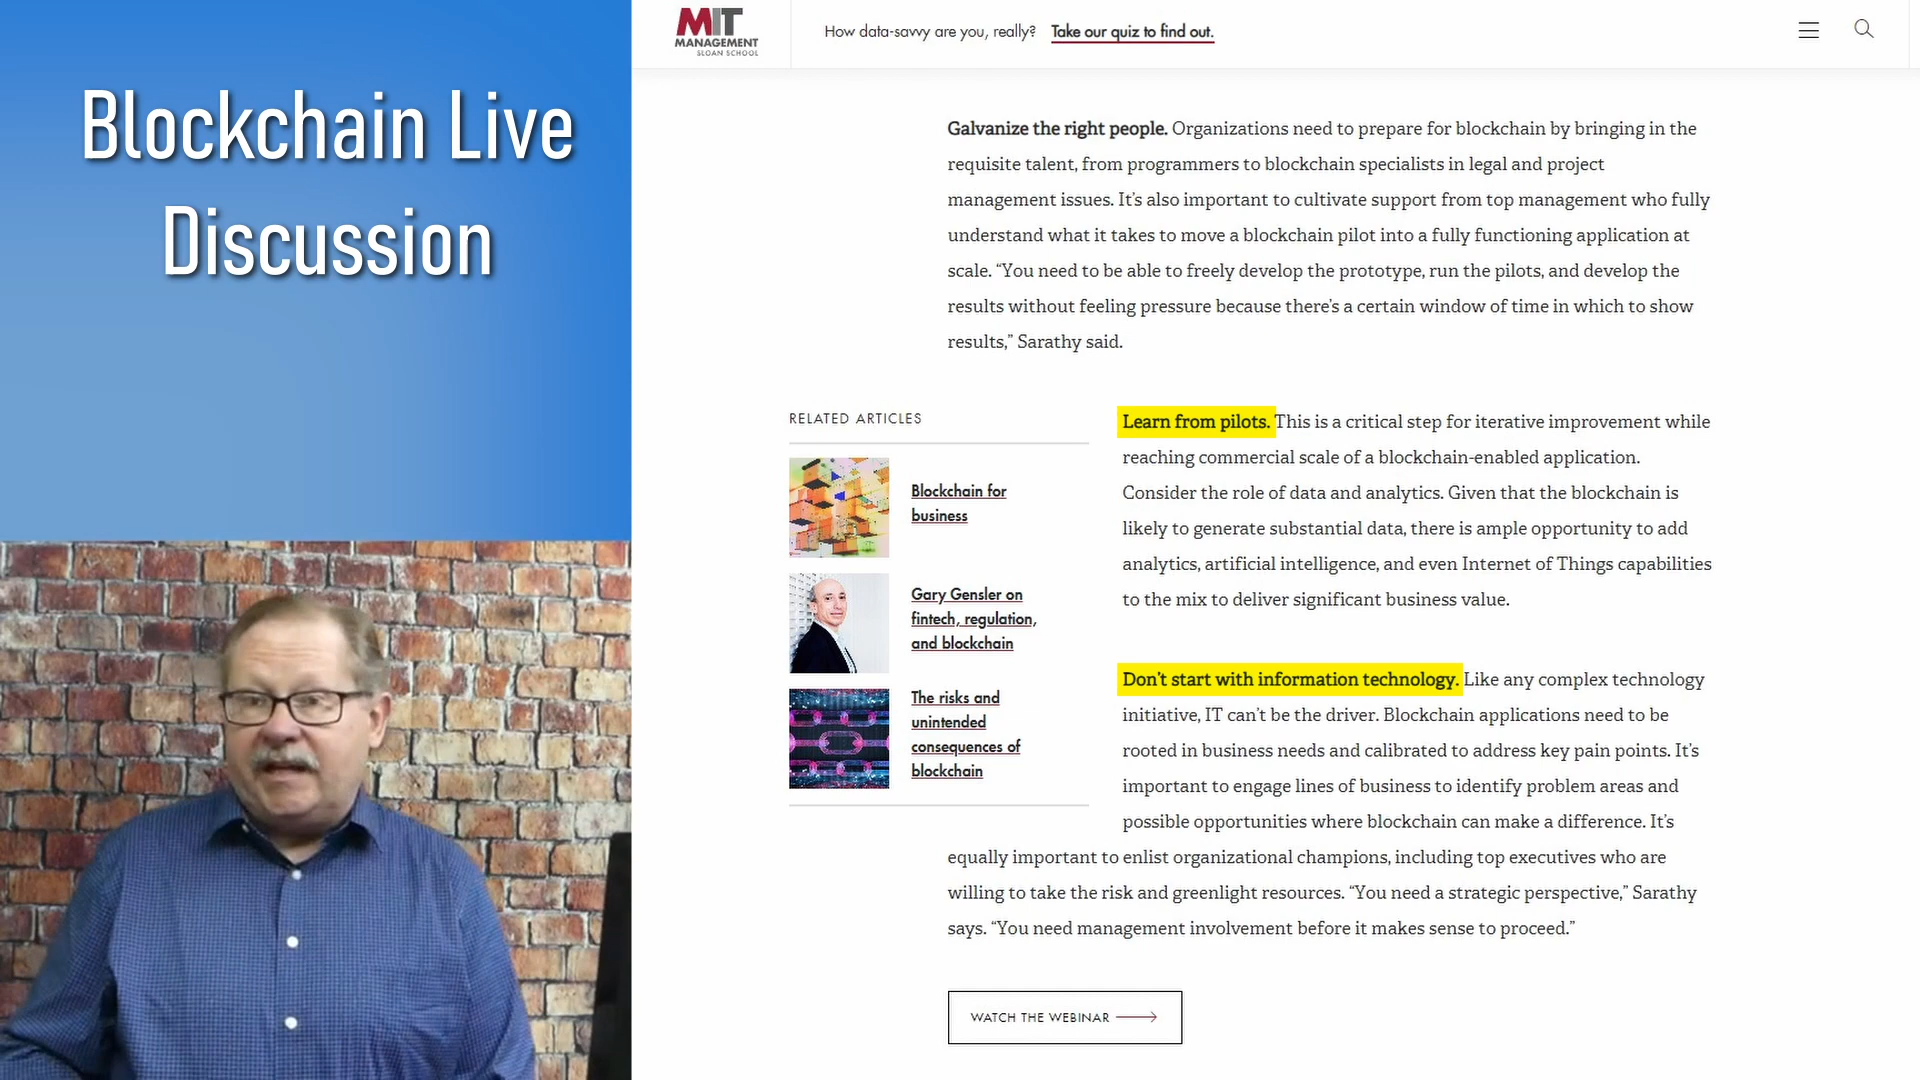 Blockchain Live
Discussion
MIT
MANAGEMENT
SLOAN SCHOOL
How data-savvy are you, really? Take our quiz to find out.
Galvanize the right people. Organizations need to prepare for blockchain by bringing in the
requisite talent, from programmers to blockchain specialists in legal and project
management issues. It’s also important to cultivate support from top management who fully
understand what it takes to move a blockchain pilot into a fully functioning application at
scale. “You need to be able to freely develop the prototype, run the pilots, and develop the
results without feeling pressure because there’s a certain window of time in which to show
results,” Sarathy said.
RELATED ARTICLES
Blockchain for
business
Gary Gensler on
fintech, regulation,
and blockchain
The risks and
unintended
consequences of
blockchain
Learn from pilots. This is a critical step for iterative improvement while
reaching commercial scale of a blockchain-enabled application.
Consider the role of data and analytics. Given that the blockchain is
likely to generate substantial data, there is ample opportunity to add
analytics, artificial intelligence, and even Internet of Things capabilities
to the mix to deliver significant business value.
Don’t start with information technology. Like any complex technology
initiative, IT can’t be the driver. Blockchain applications need to be
rooted in business needs and calibrated to address key pain points. It’s
important to engage lines of business to identify problem areas and
possible opportunities where blockchain can make a difference. It’s
equally important to enlist organizational champions, including top executives who are
willing to take the risk and greenlight resources. “You need a strategic perspective,” Sarathy
says. “You need management involvement before it makes sense to proceed.”
WATCH THE WEBINAR